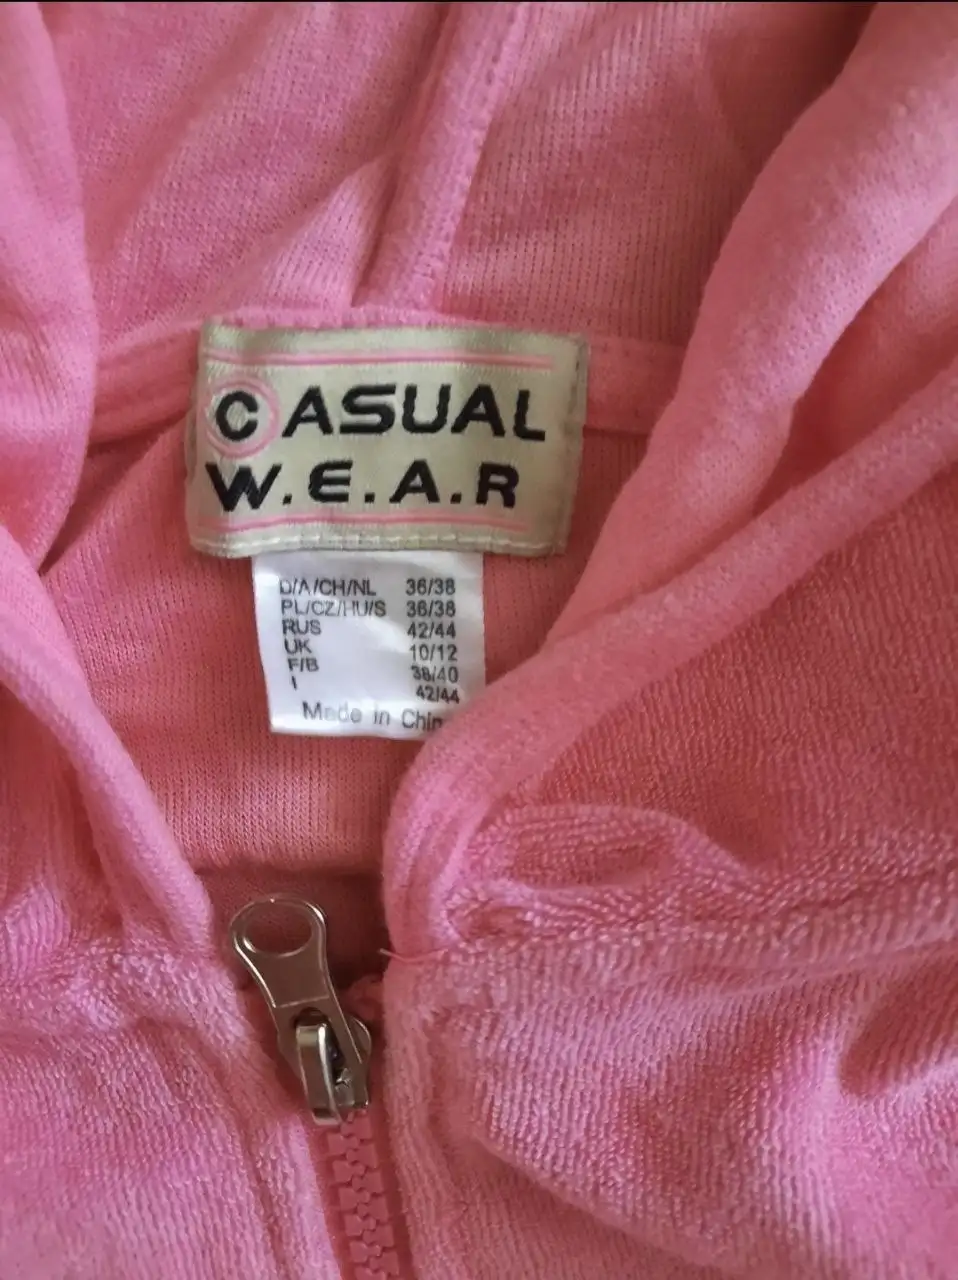 CASUAL
W.E.A.R
D/A/CH/NL 36/38
PL/CZ/HU/S 36/38
RUS 42/44
UK 10/12
F/B 38/40
I 42/44
Made in Chin